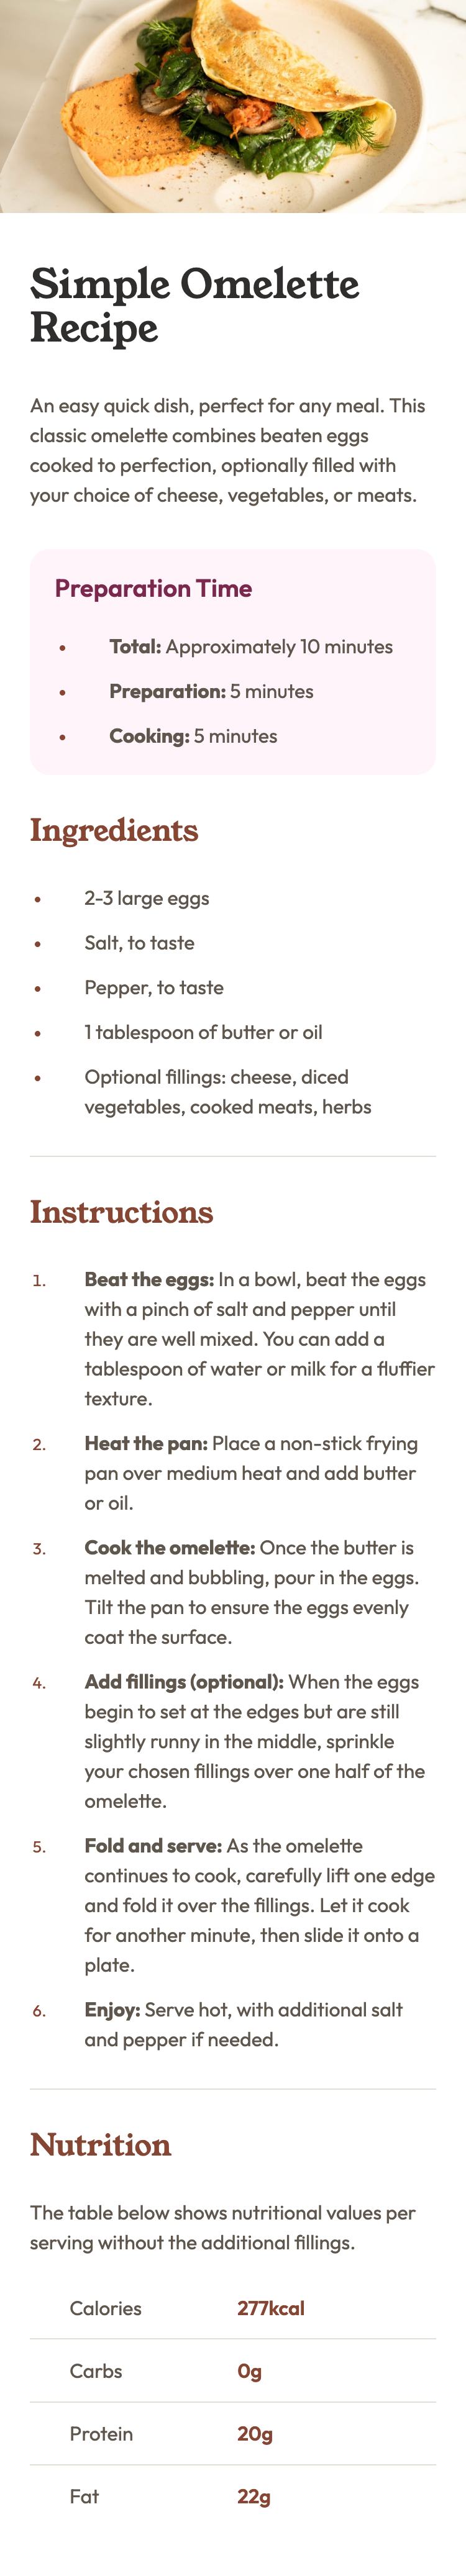 Simple Omelette
Recipe
An easy quick dish, perfect for any meal. This
classic omelette combines beaten eggs
cooked to perfection, optionally filled with
your choice of cheese, vegetables, or meats.
Preparation Time
• Total: Approximately 10 minutes
• Preparation: 5 minutes
• Cooking: 5 minutes
Ingredients
• 2-3 large eggs
• Salt, to taste
• Pepper, to taste
• 1 tablespoon of butter or oil
• Optional fillings: cheese, diced
vegetables, cooked meats, herbs
Instructions
1. Beat the eggs: In a bowl, beat the eggs
with a pinch of salt and pepper until
they are well mixed. You can add a
tablespoon of water or milk for a fluffier
texture.
2. Heat the pan: Place a non-stick frying
pan over medium heat and add butter
or oil.
3. Cook the omelette: Once the butter is
melted and bubbling, pour in the eggs.
Tilt the pan to ensure the eggs evenly
coat the surface.
4. Add fillings (optional): When the eggs
begin to set at the edges but are still
slightly runny in the middle, sprinkle
your chosen fillings over one half of the
omelette.
5. Fold and serve: As the omelette
continues to cook, carefully lift one edge
and fold it over the fillings. Let it cook
for another minute, then slide it onto a
plate.
6. Enjoy: Serve hot, with additional salt
and pepper if needed.
Nutrition
The table below shows nutritional values per
serving without the additional fillings.
Calories 277kcal
Carbs 0g
Protein 20g
Fat 22g